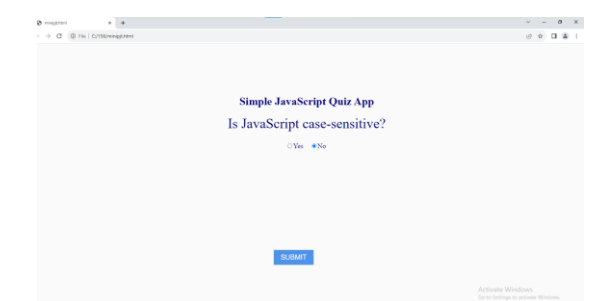 File
Simple JavaScript Quiz App
Is JavaScript case-sensitive?
Yes No
SUBMIT
Activate Windows
Go to Settings to activate Windows.